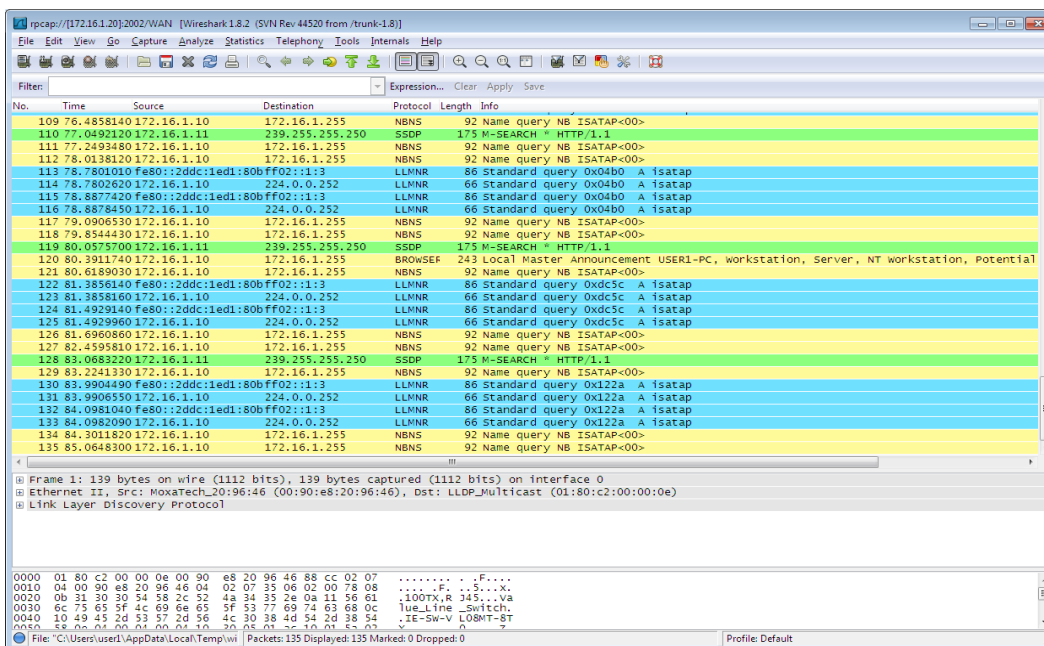 rpcap://[172.16.1.20]:2002/WAN [Wireshark 1.8.2 (SVN Rev 44520 from /trunk-1.8)]
File Edit View Go Capture Analyze Statistics Telephony Tools Internals Help
Filter: Expression... Clear Apply Save
No. Time Source Destination Protocol Length Info
109 76.4858140 172.16.1.10 172.16.1.255 NBNS 92 Name query NB ISATAP<00>
110 77.0492120 172.16.1.11 239.255.255.250 SSDP 175 M-SEARCH * HTTP/1.1
111 77.2493480 172.16.1.10 172.16.1.255 NBNS 92 Name query NB ISATAP<00>
112 78.0138120 172.16.1.10 172.16.1.255 NBNS 92 Name query NB ISATAP<00>
113 78.7801010 fe80::2ddc:1ed1:80bf ff02::1:3 LLMNR 86 Standard query 0x04b0 A isatap
114 78.7802620 172.16.1.10 224.0.0.252 LLMNR 66 Standard query 0x04b0 A isatap
115 78.8877420 fe80::2ddc:1ed1:80bf ff02::1:3 LLMNR 86 Standard query 0x04b0 A isatap
116 78.8878450 172.16.1.10 224.0.0.252 LLMNR 66 Standard query 0x04b0 A isatap
117 79.0906530 172.16.1.10 172.16.1.255 NBNS 92 Name query NB ISATAP<00>
118 79.8544430 172.16.1.10 172.16.1.255 NBNS 92 Name query NB ISATAP<00>
119 80.0575700 172.16.1.11 239.255.255.250 SSDP 175 M-SEARCH * HTTP/1.1
120 80.3911740 172.16.1.10 172.16.1.255 BROWSEF 243 Local Master Announcement USER1-PC, Workstation, Server, NT Workstation, Potential
121 80.6189030 172.16.1.10 172.16.1.255 NBNS 92 Name query NB ISATAP<00>
122 81.3856140 fe80::2ddc:1ed1:80bf ff02::1:3 LLMNR 86 Standard query 0xdc5c A isatap
123 81.3858160 172.16.1.10 224.0.0.252 LLMNR 66 Standard query 0xdc5c A isatap
124 81.4929140 fe80::2ddc:1ed1:80bf ff02::1:3 LLMNR 86 Standard query 0xdc5c A isatap
125 81.4929960 172.16.1.10 224.0.0.252 LLMNR 66 Standard query 0xdc5c A isatap
126 81.6960860 172.16.1.10 172.16.1.255 NBNS 92 Name query NB ISATAP<00>
127 82.4595810 172.16.1.10 172.16.1.255 NBNS 92 Name query NB ISATAP<00>
128 83.0683220 172.16.1.11 239.255.255.250 SSDP 175 M-SEARCH * HTTP/1.1
129 83.2241330 172.16.1.10 172.16.1.255 NBNS 92 Name query NB ISATAP<00>
130 83.9904490 fe80::2ddc:1ed1:80bf ff02::1:3 LLMNR 86 Standard query 0x122a A isatap
131 83.9906550 172.16.1.10 224.0.0.252 LLMNR 66 Standard query 0x122a A isatap
132 84.0981040 fe80::2ddc:1ed1:80bf ff02::1:3 LLMNR 86 Standard query 0x122a A isatap
133 84.0982090 172.16.1.10 224.0.0.252 LLMNR 66 Standard query 0x122a A isatap
134 84.3011820 172.16.1.10 172.16.1.255 NBNS 92 Name query NB ISATAP<00>
135 85.0648300 172.16.1.10 172.16.1.255 NBNS 92 Name query NB ISATAP<00>
Frame 1: 139 bytes on wire (1112 bits), 139 bytes captured (1112 bits) on interface 0
Ethernet II, Src: MoxaTech_20:96:46 (00:90:e8:20:96:46), Dst: LLDP_Multicast (01:80:c2:00:00:0e)
Link Layer Discovery Protocol
0000 01 80 c2 00 00 0e 00 90 e8 20 96 46 88 cc 02 07 ........ . .F....
0010 04 00 90 e8 20 96 46 04 02 07 35 06 02 00 78 08 .... .F. ..5...x.
0020 0b 31 30 30 54 58 2c 52 4a 34 35 2e 0a 11 56 61 .100TX,R J45...Va
0030 6c 75 65 5f 4c 69 6e 65 5f 53 77 69 74 63 68 0c lue_Line _Switch.
0040 10 49 45 2d 53 57 2d 56 4c 30 38 4d 54 2d 38 54 .IE-SW-V L08MT-8T
File: "C:\Users\user1\AppData\Local\Temp\wi Packets: 135 Displayed: 135 Marked: 0 Dropped: 0 Profile: Default